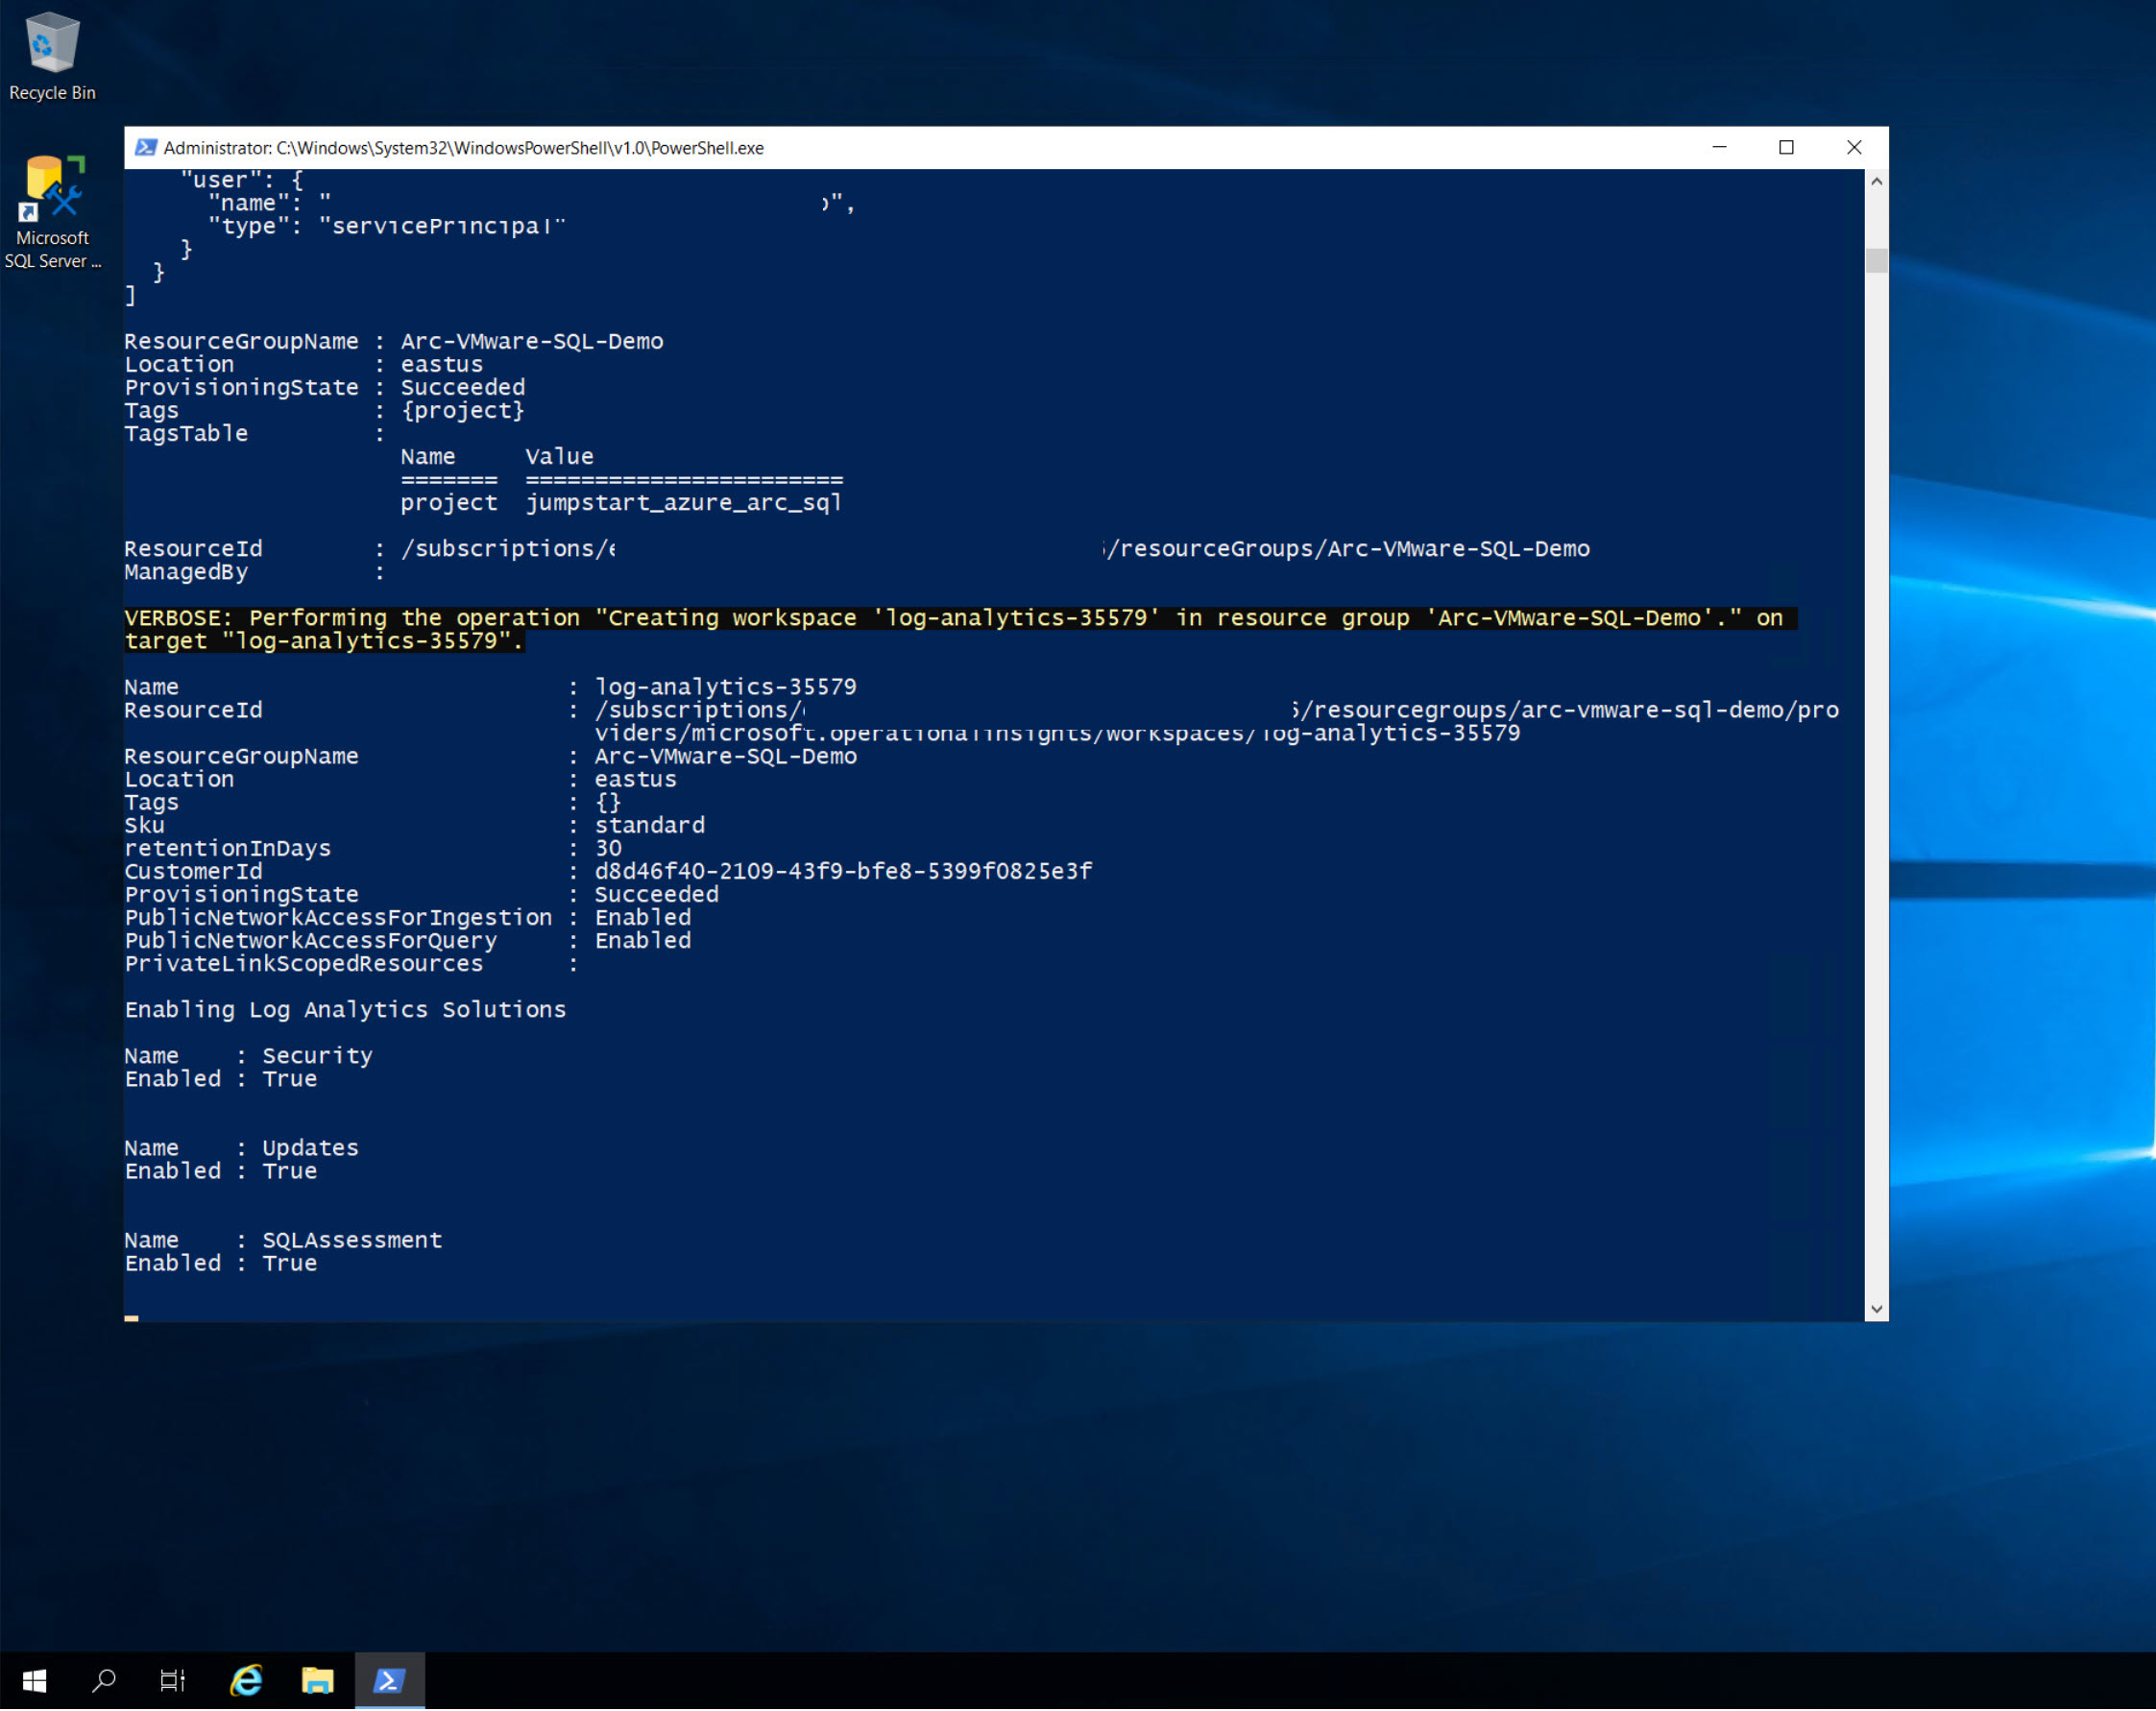 Recycle Bin
Microsoft
SQL Server ...
Administrator: C:\Windows\System32\WindowsPowerShell\v1.0\PowerShell.exe
"user": {
"name": "
",
"type": "servicePrincipal"
}
}
]
ResourceGroupName : Arc-VMware-SQL-Demo
Location : eastus
ProvisioningState : Succeeded
Tags : {project}
TagsTable :
Name Value
======= =======================
project jumpstart_azure_arc_sql
ResourceId : /subscriptions/ /resourceGroups/Arc-VMware-SQL-Demo
ManagedBy :
VERBOSE: Performing the operation "Creating workspace 'log-analytics-35579' in resource group 'Arc-VMware-SQL-Demo'." on
target "log-analytics-35579".
Name : log-analytics-35579
ResourceId : /subscriptions/ /resourcegroups/arc-vmware-sql-demo/pro
viders/microsoft.operationalinsights/workspaces/log-analytics-35579
ResourceGroupName : Arc-VMware-SQL-Demo
Location : eastus
Tags : {}
Sku : standard
retentionInDays : 30
CustomerId : d8d46f40-2109-43f9-bfe8-5399f0825e3f
ProvisioningState : Succeeded
PublicNetworkAccessForIngestion : Enabled
PublicNetworkAccessForQuery : Enabled
PrivateLinkScopedResources :
Enabling Log Analytics Solutions
Name : Security
Enabled : True
Name : Updates
Enabled : True
Name : SQLAssessment
Enabled : True